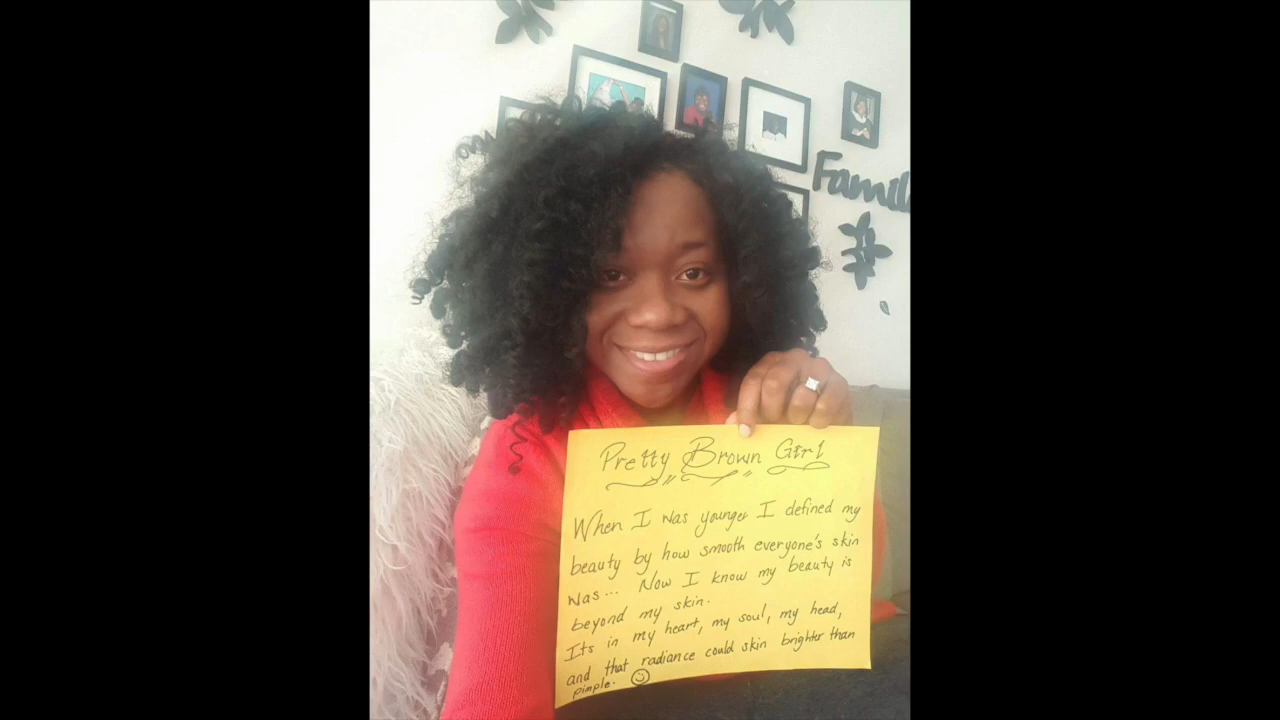 Famil
Pretty Brown Girl
When I was younger I defined my
beauty by how smooth everyone's skin
was... Now I know my beauty is
beyond my skin.
Its in my heart, my soul, my head,
and that radiance could skin brighter than
pimple.